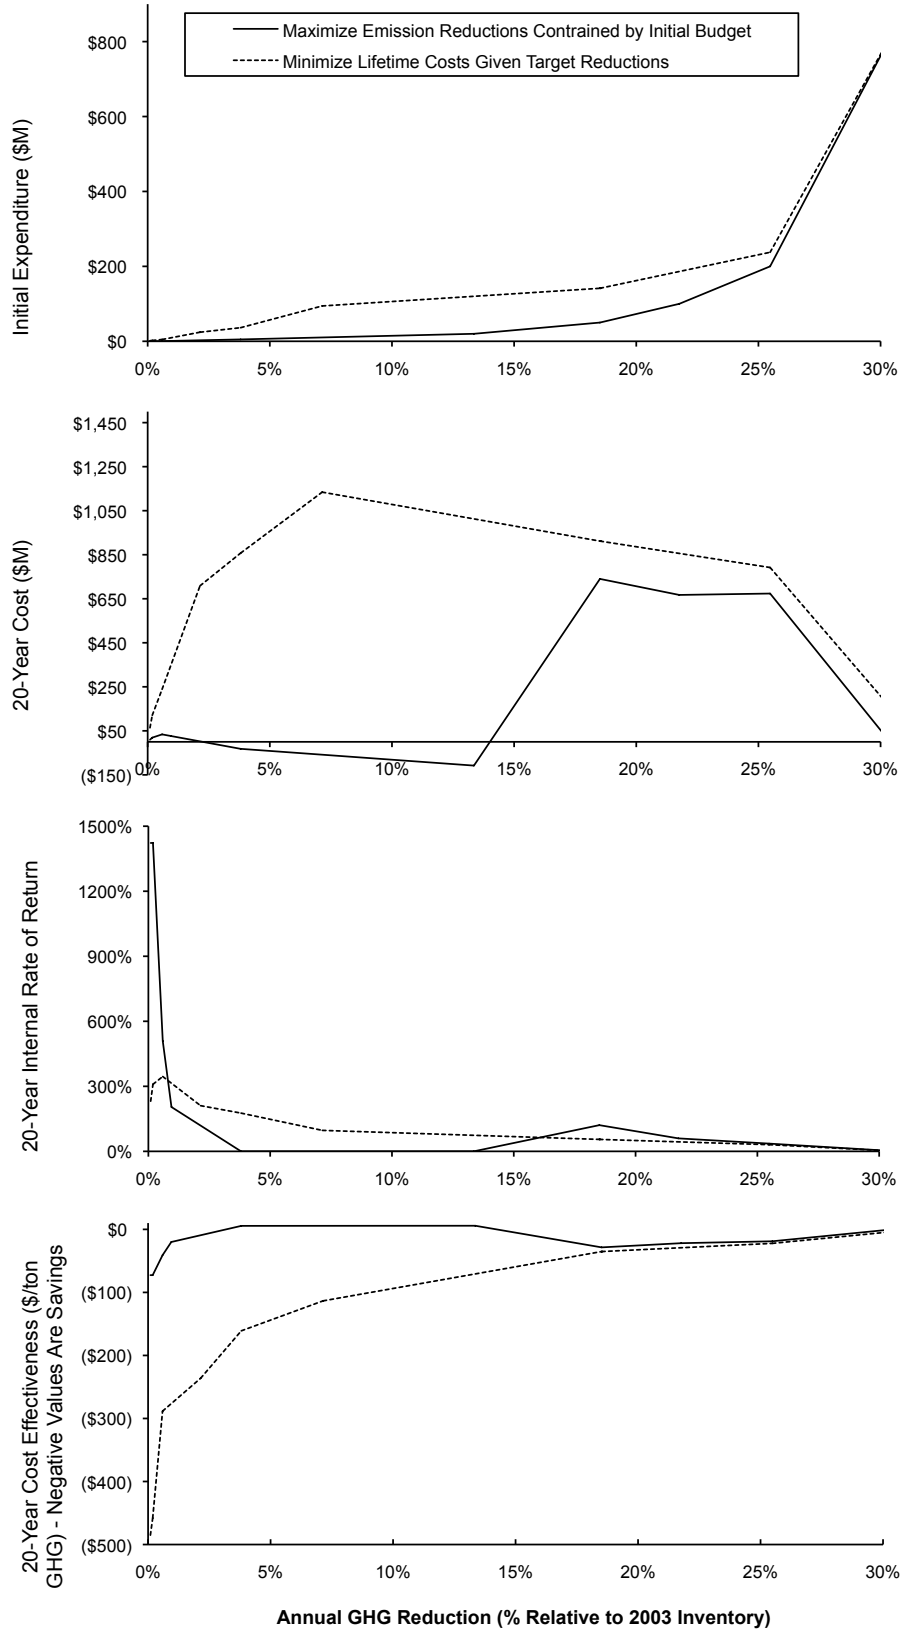 Maximize Emission Reductions Contrained by Initial Budget
Minimize Lifetime Costs Given Target Reductions
Initial Expenditure ($M)
$800
$600
$400
$200
$0
0% 5% 10% 15% 20% 25% 30%
20-Year Cost ($M)
$1,450
$1,250
$1,050
$850
$650
$450
$250
$50
($150)
0% 5% 10% 15% 20% 25% 30%
20-Year Internal Rate of Return
1500%
1200%
900%
600%
300%
0%
0% 5% 10% 15% 20% 25% 30%
20-Year Cost Effectiveness ($/ton
GHG) - Negative Values Are Savings
$0
($100)
($200)
($300)
($400)
($500)
0% 5% 10% 15% 20% 25% 30%
Annual GHG Reduction (% Relative to 2003 Inventory)